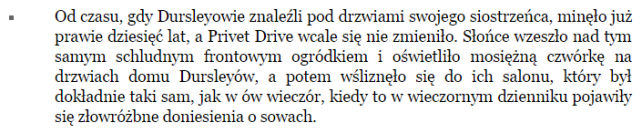 Od czasu, gdy Dursleyowie znaleźli pod drzwiami swojego siostrzeńca, minęło już
prawie dziesięć lat, a Privet Drive wcale się nie zmieniło. Słońce wzeszło nad tym
samym schludnym frontowym ogródkiem i oświetliło mosiężną czwórkę na
drzwiach domu Dursleyów, a potem wśliznęło się do ich salonu, który był
dokładnie taki sam, jak w ów wieczór, kiedy to w wieczornym dzienniku pojawiły
się złowróżbne doniesienia o sowach.